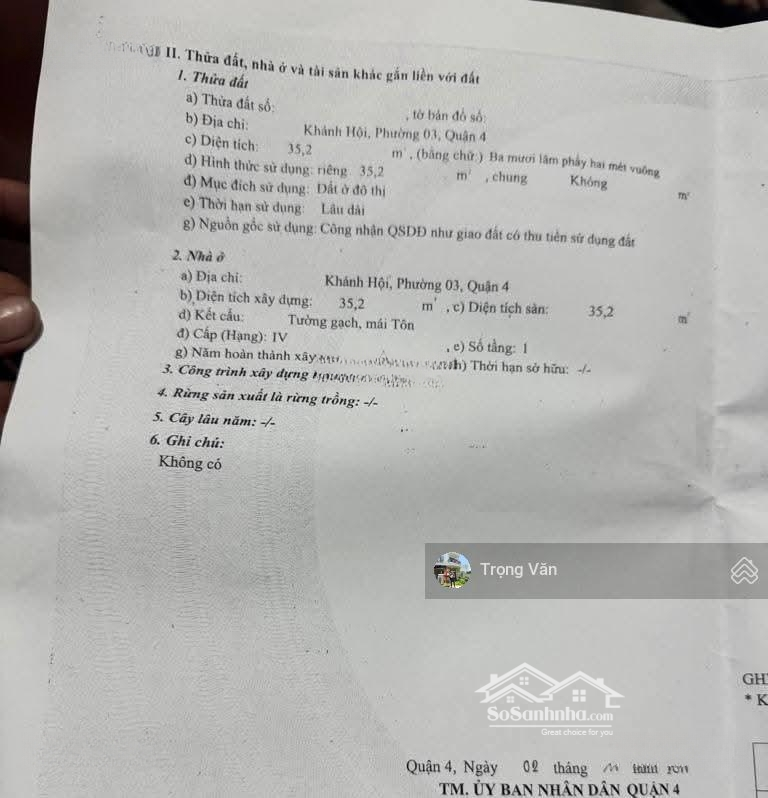 II. Thửa đất, nhà ở và tài sản khác gắn liền với đất
1. Thửa đất
a) Thửa đất số: , tờ bản đồ số:
b) Địa chỉ: Khánh Hội, Phường 03, Quận 4
c) Diện tích: 35,2 m², (bằng chữ:) Ba mươi lăm phẩy hai mét vuông
d) Hình thức sử dụng: riêng 35,2 m², chung Không m²
đ) Mục đích sử dụng: Đất ở đô thị
e) Thời hạn sử dụng: Lâu dài
g) Nguồn gốc sử dụng: Công nhận QSDĐ như giao đất có thu tiền sử dụng đất
2. Nhà ở
a) Địa chỉ: Khánh Hội, Phường 03, Quận 4
b) Diện tích xây dựng: 35,2 m², c) Diện tích sàn: 35,2 m²
d) Kết cấu: Tường gạch, mái Tôn
đ) Cấp (Hạng): IV , e) Số tầng: 1
g) Năm hoàn thành xây h) Thời hạn sở hữu: -/-
3. Công trình xây dựng
4. Rừng sản xuất là rừng trồng: -/-
5. Cây lâu năm: -/-
6. Ghi chú:
Không có
Trọng Văn
SoSanhnha.com
Great choice for you
GH
* K
Quận 4, Ngày 02 tháng
TM. ỦY BAN NHÂN DÂN QUẬN 4